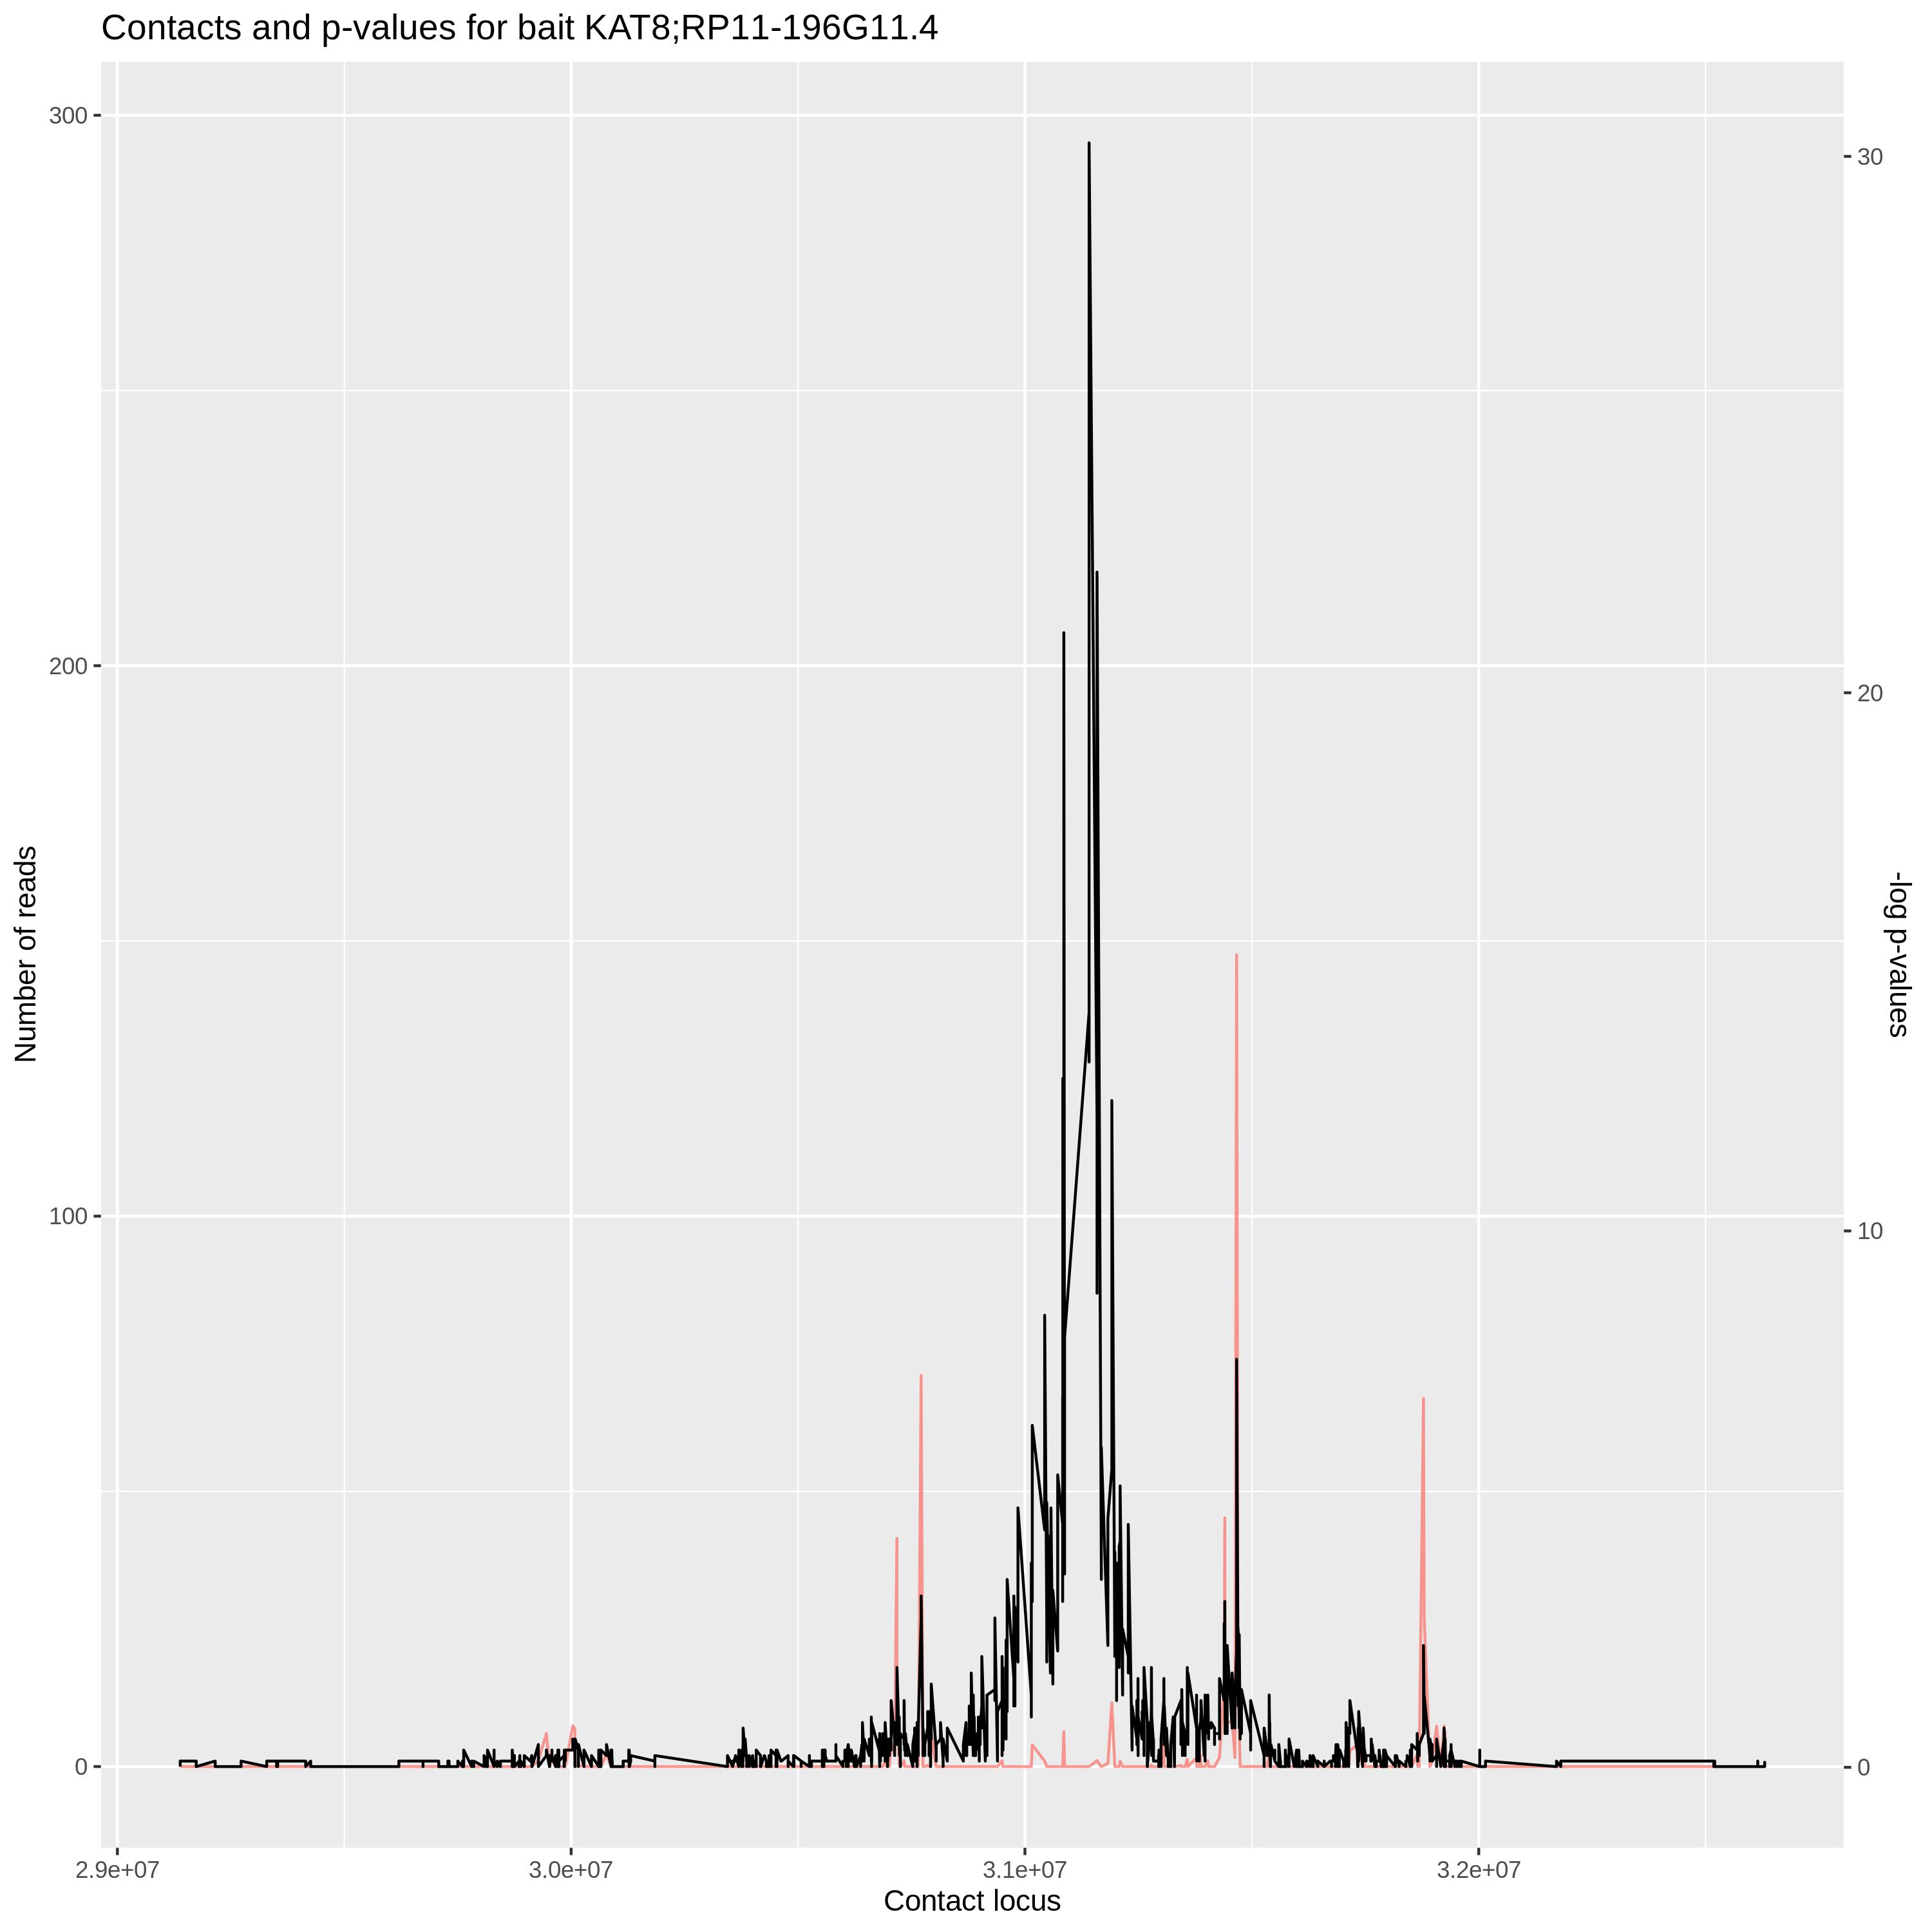 Contacts and p-values for bait KAT8;RP11-196G11.4
300
200
100
0
Number of reads
30
20
10
0
-log p-values
2.9e+07 3.0e+07 3.1e+07 3.2e+07
Contact locus